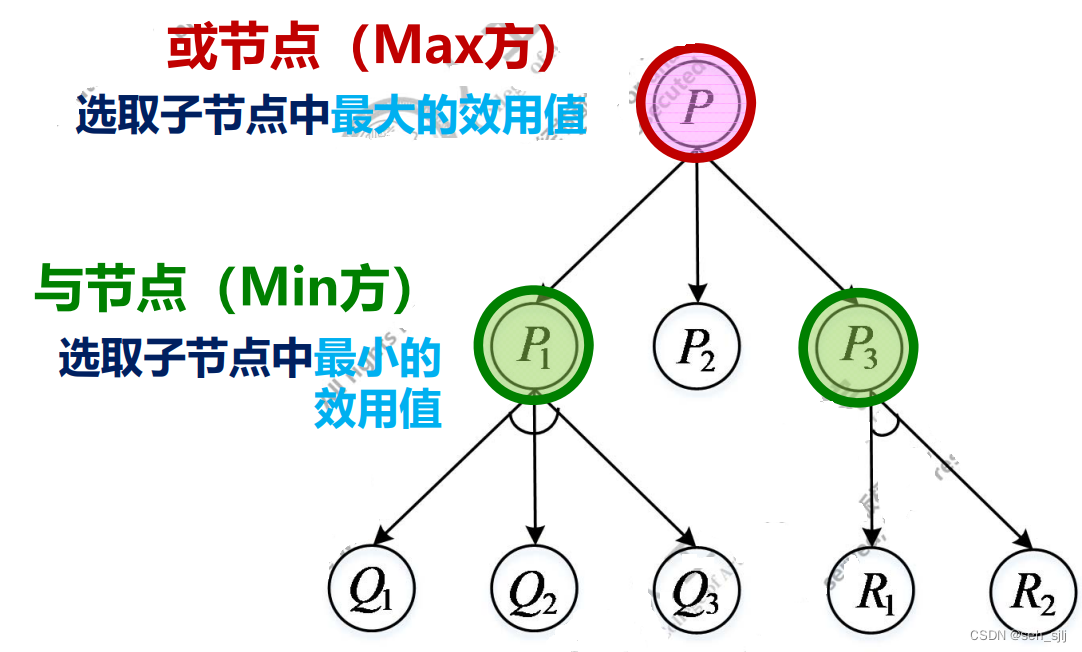 或节点（Max方）
选取子节点中最大的效用值
P
与节点（Min方）
选取子节点中最小的
效用值
P1
P2
P3
Q1
Q2
Q3
R1
R2
CSDN @seh_sjlj